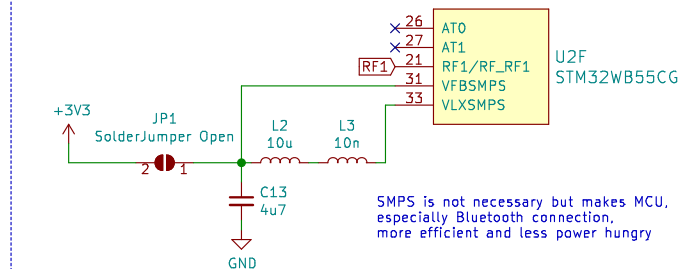 26 AT0
27 AT1
RF1 21 RF1/RF_RF1
31 VFBSMPS
33 VLXSMPS
U2F
STM32WB55CG
+3V3
JP1
SolderJumper Open
2 1
L2
10u
L3
10n
C13
4u7
GND
SMPS is not necessary but makes MCU,
especially Bluetooth connection,
more efficient and less power hungry